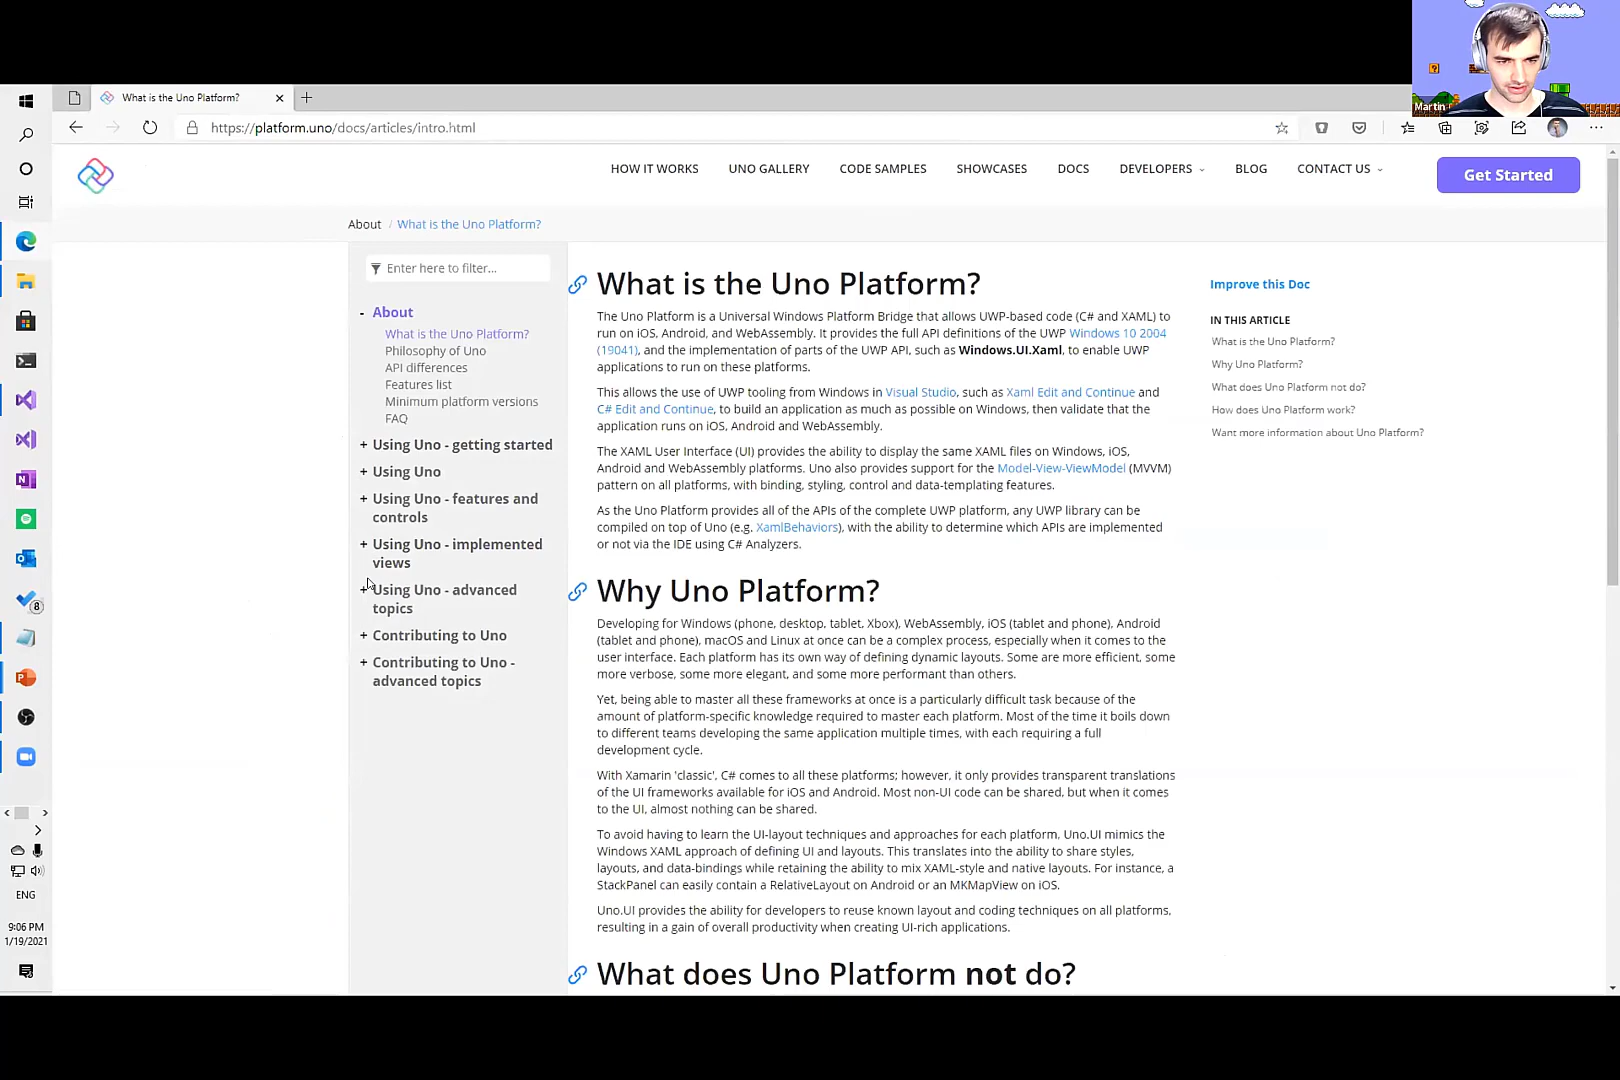 Martin
What is the Uno Platform?
https://platform.uno/docs/articles/intro.html
HOW IT WORKS
UNO GALLERY
CODE SAMPLES
SHOWCASES
DOCS
DEVELOPERS
BLOG
CONTACT US
Get Started
About / What is the Uno Platform?
Enter here to filter...
- About
What is the Uno Platform?
Philosophy of Uno
API differences
Features list
Minimum platform versions
FAQ
+ Using Uno - getting started
+ Using Uno
+ Using Uno - features and
controls
+ Using Uno - implemented
views
+ Using Uno - advanced
topics
+ Contributing to Uno
+ Contributing to Uno -
advanced topics
What is the Uno Platform?
The Uno Platform is a Universal Windows Platform Bridge that allows UWP-based code (C# and XAML) to
run on iOS, Android, and WebAssembly. It provides the full API definitions of the UWP Windows 10 2004
(19041), and the implementation of parts of the UWP API, such as Windows.UI.Xaml, to enable UWP
applications to run on these platforms.
This allows the use of UWP tooling from Windows in Visual Studio, such as Xaml Edit and Continue and
C# Edit and Continue, to build an application as much as possible on Windows, then validate that the
application runs on iOS, Android and WebAssembly.
The XAML User Interface (UI) provides the ability to display the same XAML files on Windows, iOS,
Android and WebAssembly platforms. Uno also provides support for the Model-View-ViewModel (MVVM)
pattern on all platforms, with binding, styling, control and data-templating features.
As the Uno Platform provides all of the APIs of the complete UWP platform, any UWP library can be
compiled on top of Uno (e.g. XamlBehaviors), with the ability to determine which APIs are implemented
or not via the IDE using C# Analyzers.
Why Uno Platform?
Developing for Windows (phone, desktop, tablet, Xbox), WebAssembly, iOS (tablet and phone), Android
(tablet and phone), macOS and Linux at once can be a complex process, especially when it comes to the
user interface. Each platform has its own way of defining dynamic layouts. Some are more efficient, some
more verbose, some more elegant, and some more performant than others.
Yet, being able to master all these frameworks at once is a particularly difficult task because of the
amount of platform-specific knowledge required to master each platform. Most of the time it boils down
to different teams developing the same application multiple times, with each requiring a full
development cycle.
With Xamarin 'classic', C# comes to all these platforms; however, it only provides transparent translations
of the UI frameworks available for iOS and Android. Most non-UI code can be shared, but when it comes
to the UI, almost nothing can be shared.
To avoid having to learn the UI-layout techniques and approaches for each platform, Uno.UI mimics the
Windows XAML approach of defining UI and layouts. This translates into the ability to share styles,
layouts, and data-bindings while retaining the ability to mix XAML-style and native layouts. For instance, a
StackPanel can easily contain a RelativeLayout on Android or an MKMapView on iOS.
Uno.UI provides the ability for developers to reuse known layout and coding techniques on all platforms,
resulting in a gain of overall productivity when creating UI-rich applications.
What does Uno Platform not do?
Improve this Doc
IN THIS ARTICLE
What is the Uno Platform?
Why Uno Platform?
What does Uno Platform not do?
How does Uno Platform work?
Want more information about Uno Platform?
8
ENG
9:06 PM
1/19/2021